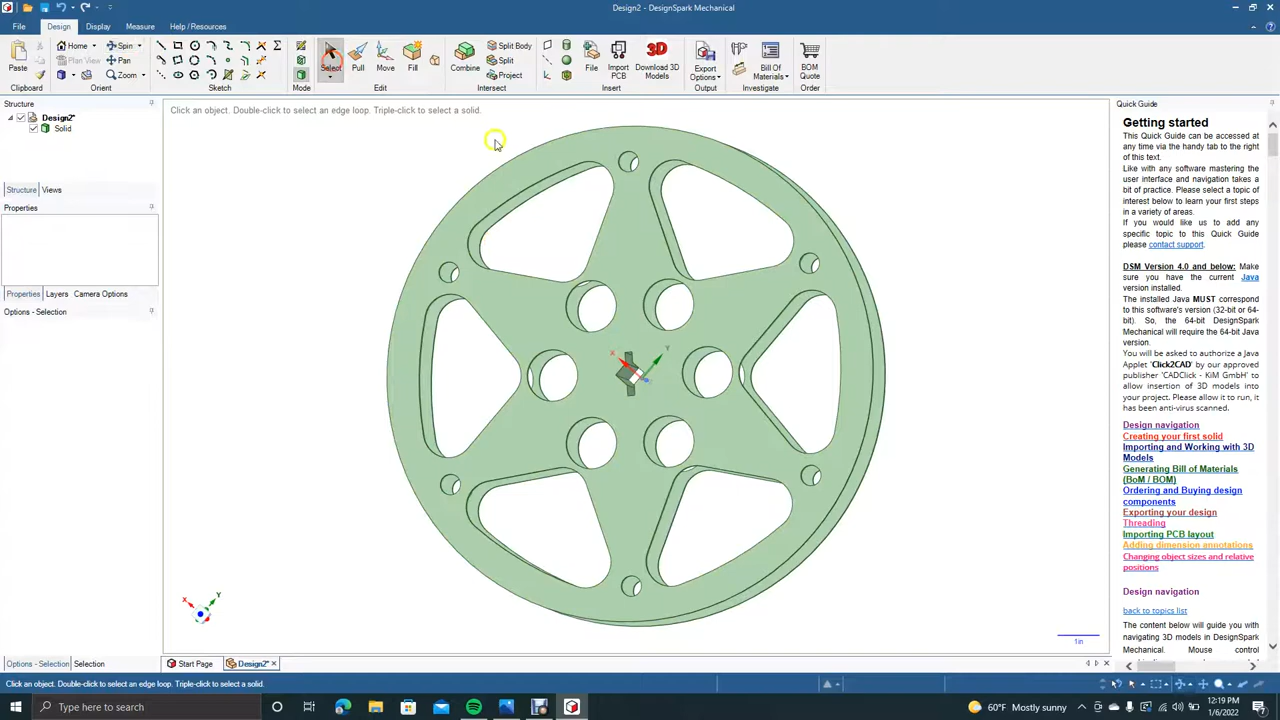 Design2 - DesignSpark Mechanical
File Design Display Measure Help / Resources
Paste
Home Spin
Plan View Pan
Zoom
Select Pull Move Fill
Combine
Split Body
Split
Project
File Import PCB Download 3D Models
Export Options
Bill Of Materials
BOM Quote
Clipboard Orient Sketch Mode Edit Intersect Insert Output Investigate Order
Structure
Design2*
Solid
Structure Views
Properties
Properties Layers Camera Options
Options - Selection
Options - Selection Selection
Click an object. Double-click to select an edge loop. Triple-click to select a solid.
X
Y
X
Y
1in
Start Page Design2*
Quick Guide
Getting started
This Quick Guide can be accessed at
any time via the handy tab to the right
of this text.
Like with any software mastering the
user interface and navigation takes a
bit of practice. Please select a topic of
interest below to learn your first steps
in a variety of areas.
If you would like us to add any
specific topic to this Quick Guide
please contact support.
DSM Version 4.0 and below: Make
sure you have the current Java
version installed.
The installed Java MUST correspond
to this software's version (32-bit or 64-
bit). So, the 64-bit DesignSpark
Mechanical will require the 64-bit Java
version.
You will be asked to authorize a Java
Applet 'Click2CAD' by our approved
publisher 'CADClick - KiM GmbH' to
allow insertion of 3D models into
your project. Please allow it to run, it
has been anti-virus scanned.
Design navigation
Creating your first solid
Importing and Working with 3D
Models
Generating Bill of Materials
(BoM / BOM)
Ordering and Buying design
components
Exporting your design
Threading
Importing PCB layout
Adding dimension annotations
Changing object sizes and relative
positions
Design navigation
back to topics list
The content below will guide you with
navigating 3D models in DesignSpark
Mechanical. Mouse control
Click an object. Double-click to select an edge loop. Triple-click to select a solid.
Type here to search
60°F Mostly sunny
12:19 PM
1/6/2022